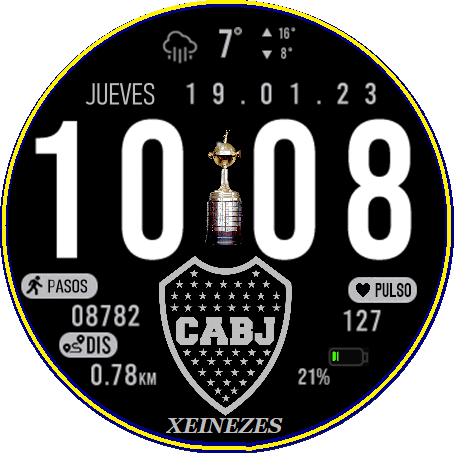 7° 16°
8°
JUEVES 19.01.23
10 08
PASOS
PULSO
08782
127
CABJ
DIS
0.78KM
21%
XEINEZES